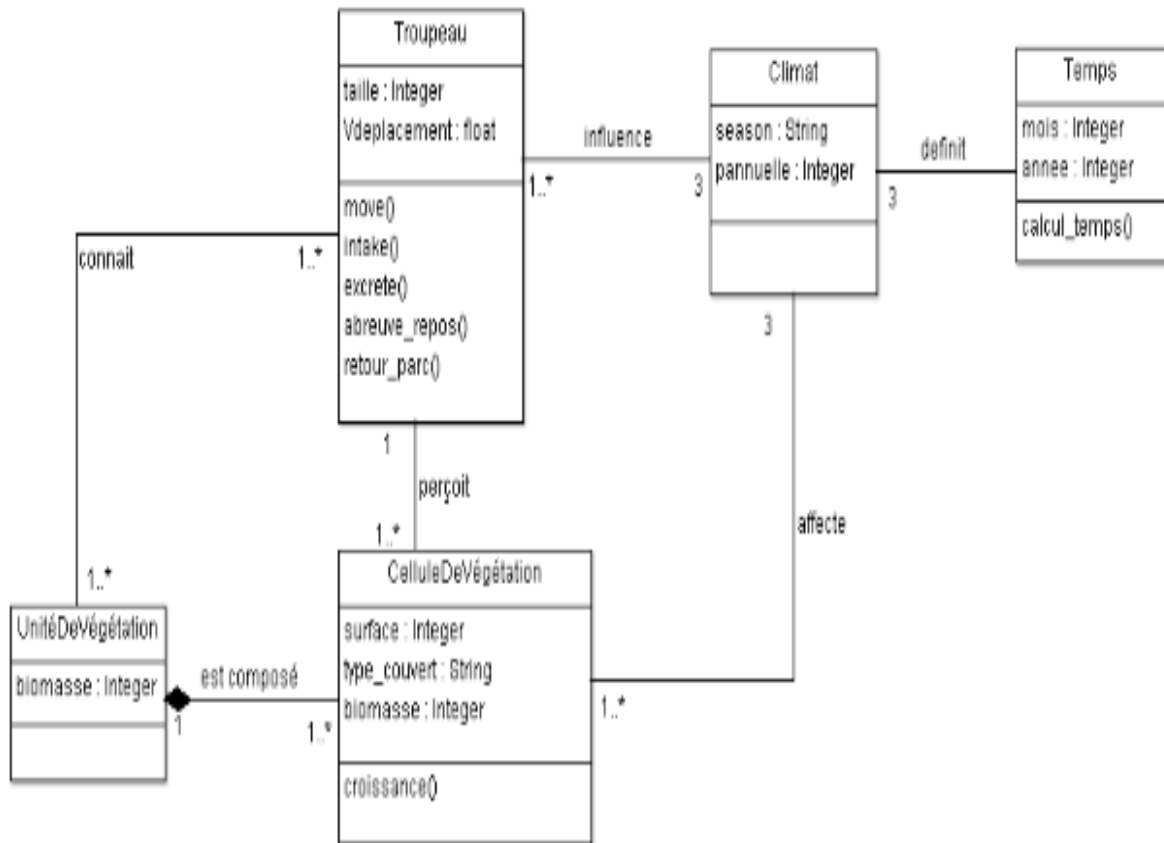 Troupeau
taille : Integer
Vdeplacement : float
move()
intake()
excrete()
abreuve_repos()
retour_parc()
influence
1..*
3
Climat
season : String
pannuelle : Integer
definit
3
Temps
mois : Integer
annee : Integer
calcul_temps()
connait
1..*
1..*
1
perçoit
1..*
3
affecte
1..*
UnitéDeVégétation
biomasse : Integer
est composé
1
1..*
CelluleDeVégétation
surface : Integer
type_couvert : String
biomasse : Integer
croissance()